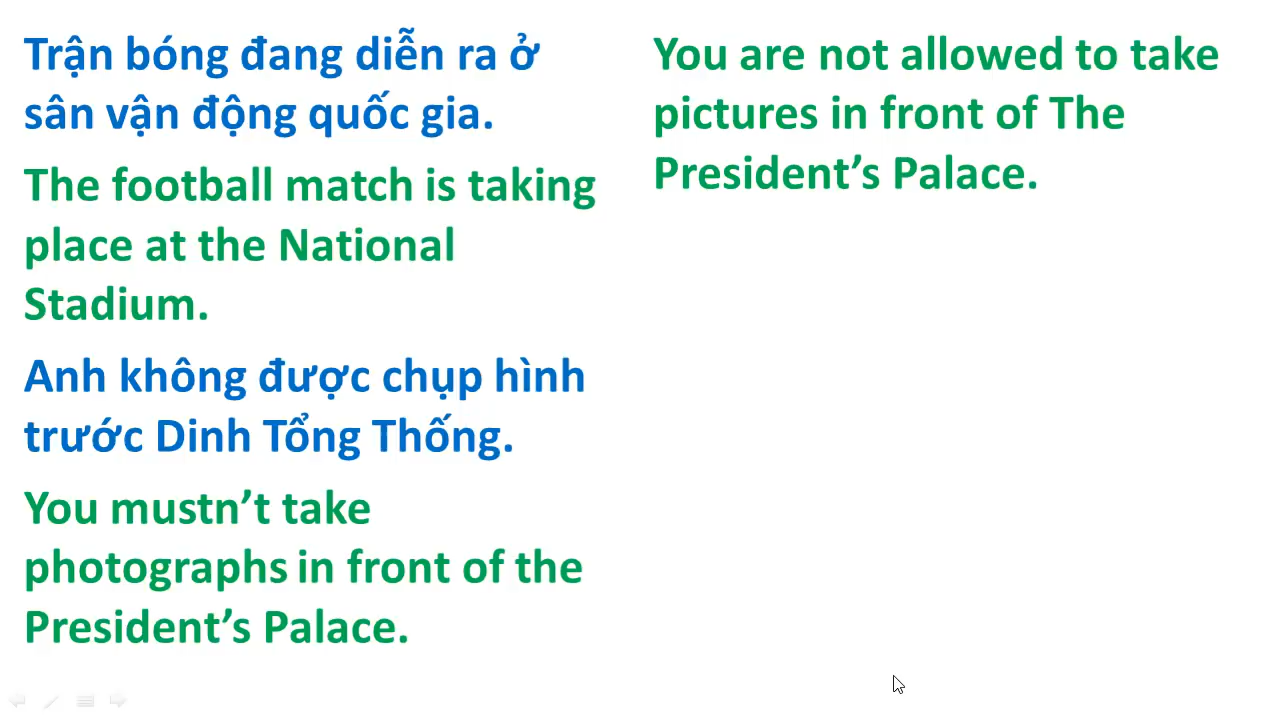 Trận bóng đang diễn ra ở
sân vận động quốc gia.
The football match is taking
place at the National
Stadium.
Anh không được chụp hình
trước Dinh Tổng Thống.
You mustn’t take
photographs in front of the
President’s Palace.
You are not allowed to take
pictures in front of The
President’s Palace.